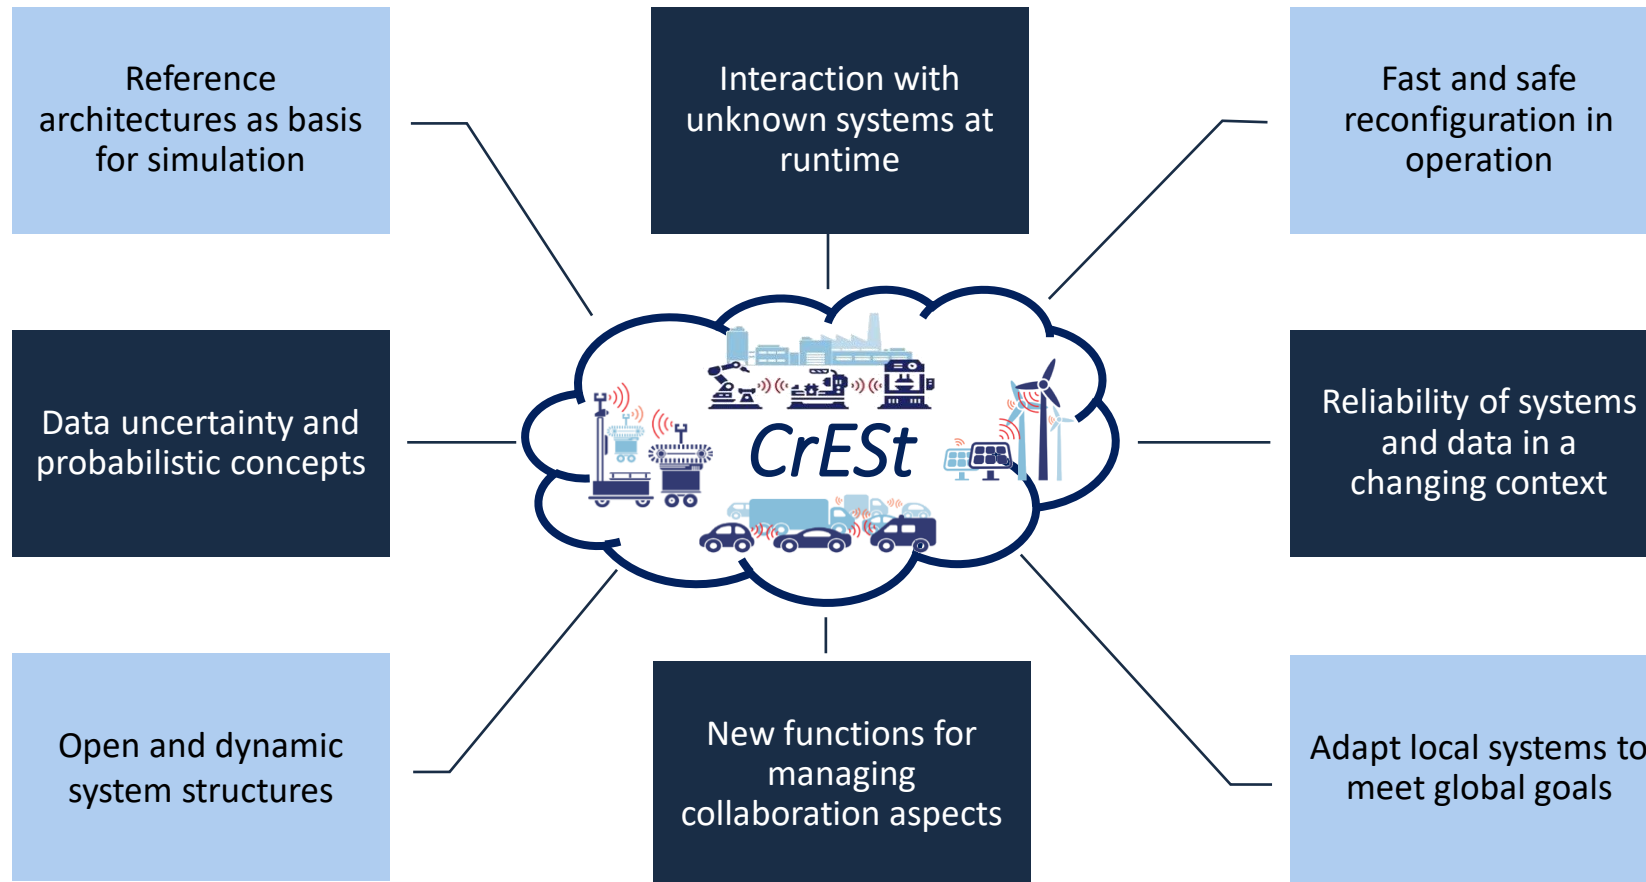 Reference
architectures as basis
for simulation
Interaction with
unknown systems at
runtime
Fast and safe
reconfiguration in
operation
Data uncertainty and
probabilistic concepts
CrESt
Reliability of systems
and data in a
changing context
Open and dynamic
system structures
New functions for
managing
collaboration aspects
Adapt local systems to
meet global goals